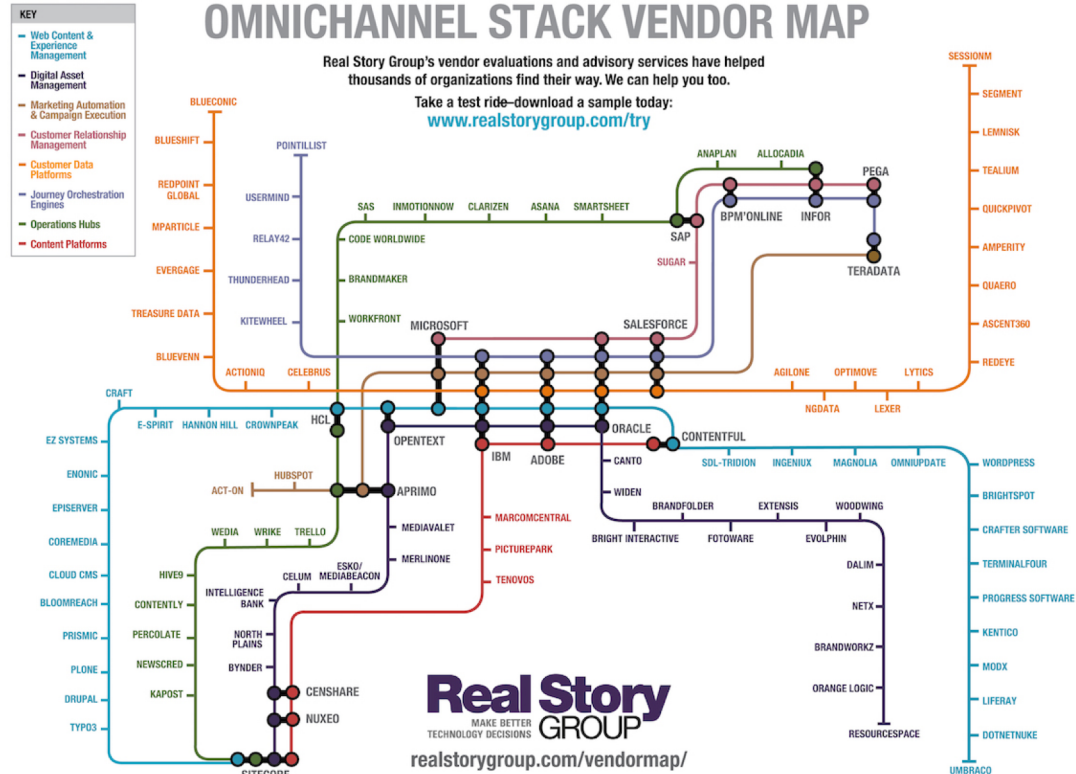 OMNICHANNEL STACK VENDOR MAP
KEY
Web Content &
Experience
Management
Digital Asset
Management
Marketing Automation
& Campaign Execution
Customer Relationship
Management
Customer Data
Platforms
Journey Orchestration
Engines
Operations Hubs
Content Platforms
Real Story Group's vendor evaluations and advisory services have helped
thousands of organizations find their way. We can help you too.
Take a test ride–download a sample today:
www.realstorygroup.com/try
BLUECONIC
BLUESHIFT
REDPOINT
GLOBAL
MPARTICLE
EVERGAGE
TREASURE DATA
BLUEVENN
ACTIONIQ
CELEBRUS
POINTILLIST
USERMIND
RELAY42
THUNDERHEAD
KITEWHEEL
SAS
INMOTIONNOW
CLARIZEN
ASANA
SMARTSHEET
CODE WORLDWIDE
BRANDMAKER
WORKFRONT
ANAPLAN
ALLOCADIA
PEGA
BPM'ONLINE
INFOR
SAP
SUGAR
TERADATA
MICROSOFT
SALESFORCE
SESSIONM
SEGMENT
LEMNISK
TEALIUM
QUICKPIVOT
AMPERITY
QUAERO
ASCENT360
REDEYE
AGILONE
OPTIMOVE
LYTICS
NGDATA
LEXER
CRAFT
E-SPIRIT
HANNON HILL
CROWNPEAK
HCL
OPENTEXT
IBM
ADOBE
ORACLE
CONTENTFUL
EZ SYSTEMS
ENONIC
EPISERVER
COREMEDIA
CLOUD CMS
BLOOMREACH
PRISMIC
PLONE
DRUPAL
TYPO3
HUBSPOT
ACT-ON
APRIMO
WEDIA
WRIKE
TRELLO
HIVE9
CONTENTLY
PERCOLATE
NEWSCRED
KAPOST
MEDIAVALET
MERLINONE
ESKO/
MEDIABEACON
CELUM
INTELLIGENCE
BANK
NORTH
PLAINS
BYNDER
CENSHARE
NUXEO
SITECORE
MARCOMCENTRAL
PICTUREPARK
TENOVOS
CANTO
WIDEN
BRANDFOLDER
EXTENSIS
WOODWING
BRIGHT INTERACTIVE
FOTOWARE
EVOLPHIN
DALIM
NETX
BRANDWORKZ
ORANGE LOGIC
RESOURCESPACE
SDL-TRIDION
INGENIUX
MAGNOLIA
OMNIUPDATE
WORDPRESS
BRIGHTSPOT
CRAFTER SOFTWARE
TERMINALFOUR
PROGRESS SOFTWARE
KENTICO
MODX
LIFERAY
DOTNETNUKE
UMBRACO
Real Story
GROUP
MAKE BETTER
TECHNOLOGY DECISIONS
realstorygroup.com/vendormap/